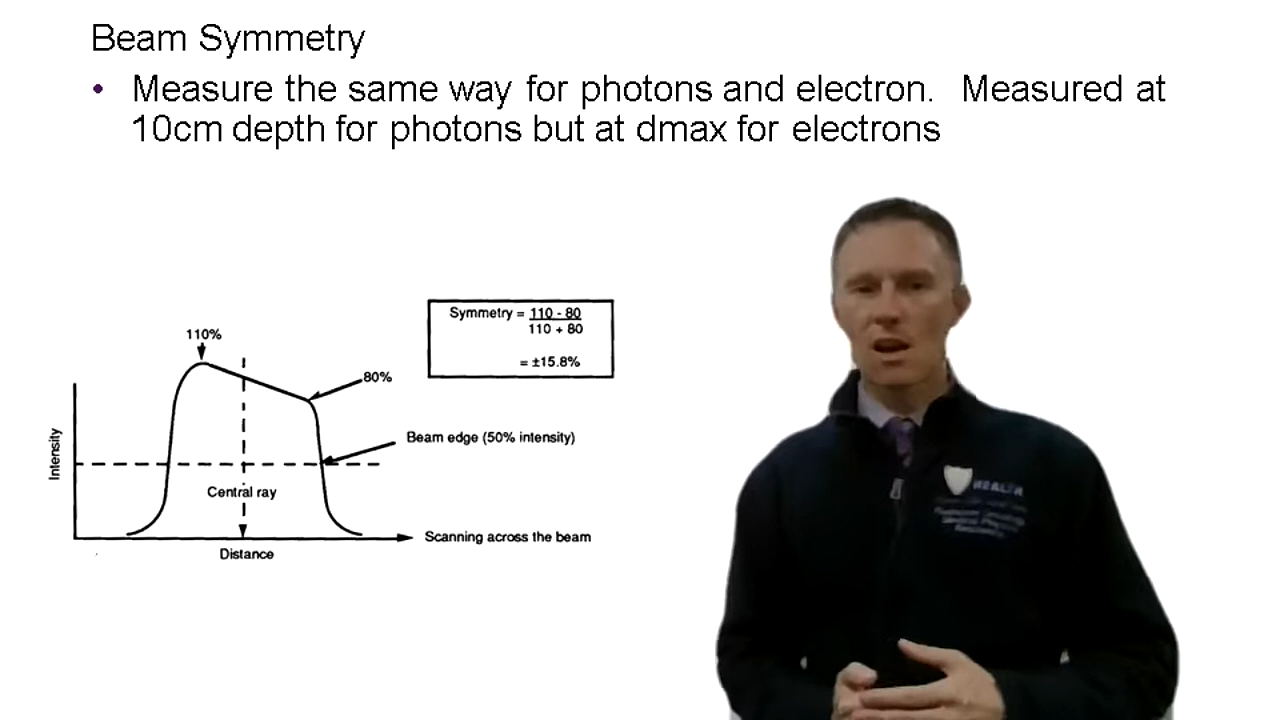 Beam Symmetry
• Measure the same way for photons and electron. Measured at
10cm depth for photons but at dmax for electrons
Symmetry = 110 - 80
110 + 80
= ±15.8%
110%
80%
Beam edge (50% intensity)
Intensity
Central ray
Scanning across the beam
Distance
HEALTH